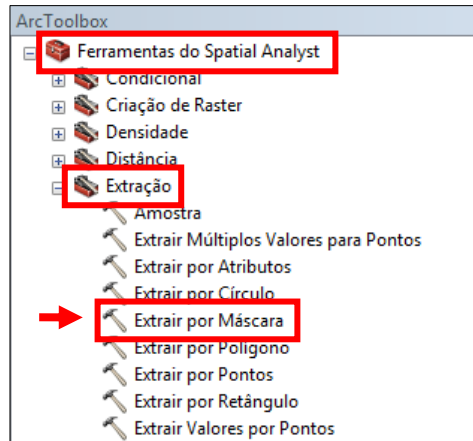 ArcToolbox
Ferramentas do Spatial Analyst
Condicional
Criação de Raster
Densidade
Distância
Extração
Amostra
Extrair Múltiplos Valores para Pontos
Extrair por Atributos
Extrair por Círculo
Extrair por Máscara
Extrair por Polígono
Extrair por Pontos
Extrair por Retângulo
Extrair Valores por Pontos